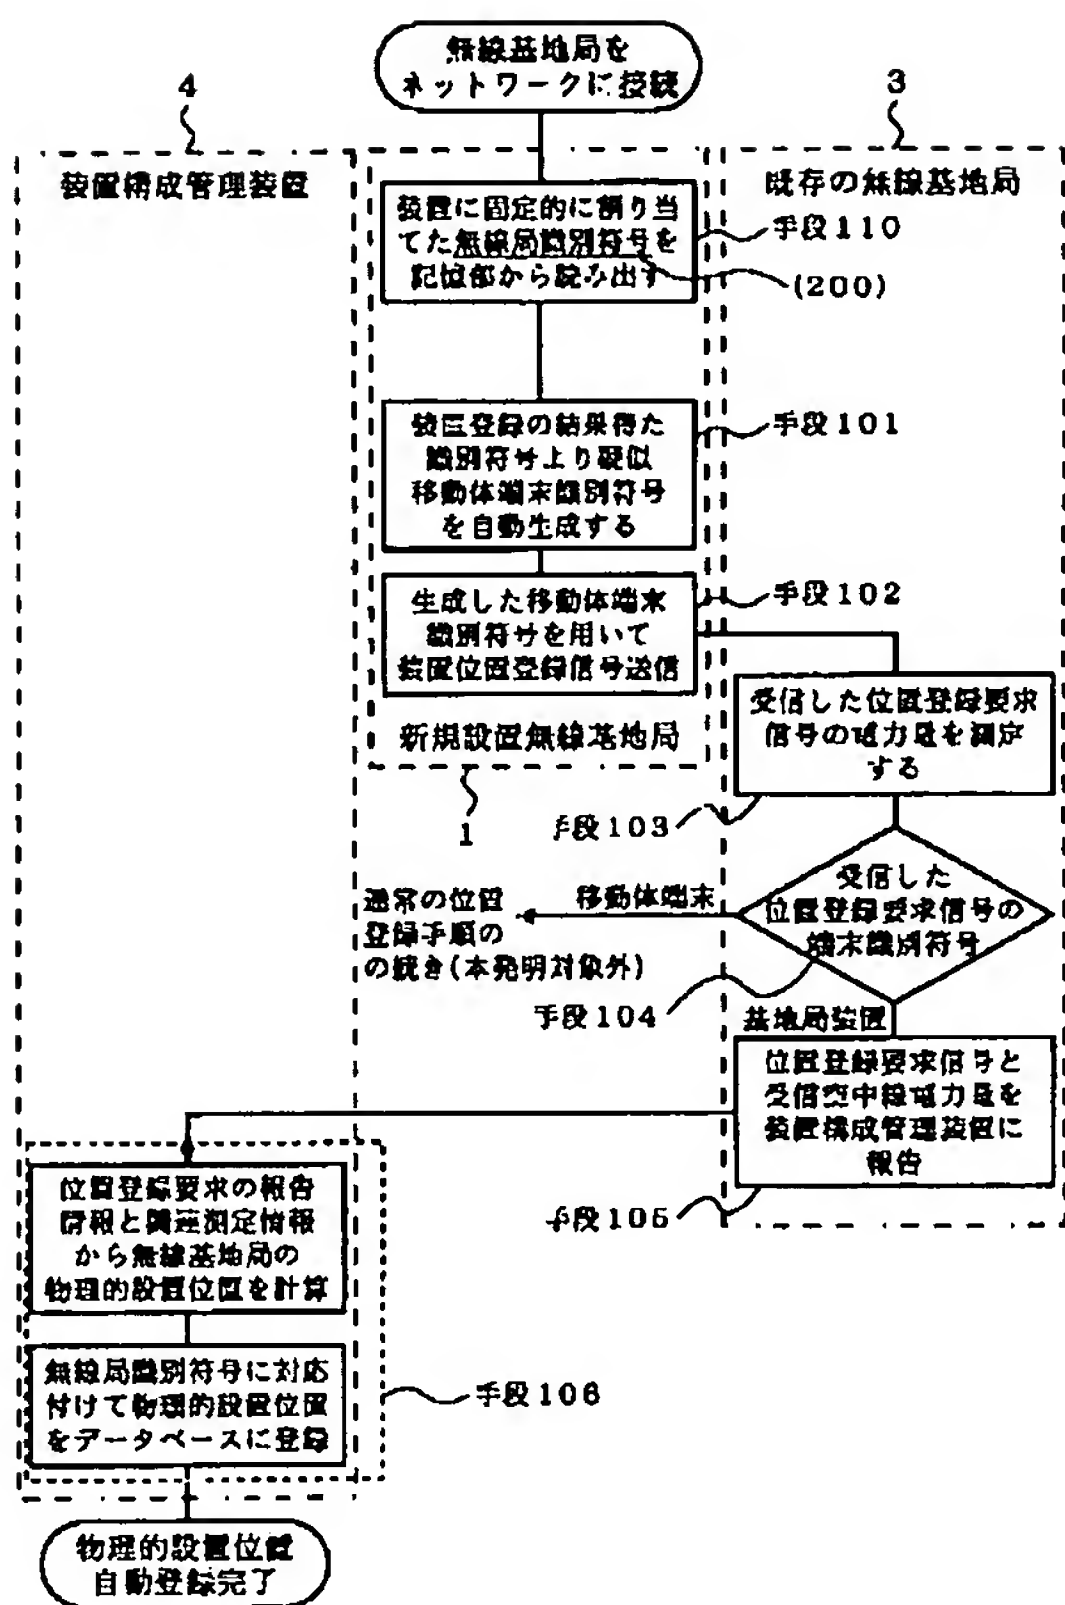 無線基地局を
ネットワークに接続
4
3
装置構成管理装置
既存の無線基地局
装置に固定的に割り当
てた無線局識別符号を
記憶部から読み出す
手段110
(200)
装置登録の結果得た
識別符号より疑似
移動体端末識別符号
を自動生成する
手段101
生成した移動体端末
識別符号を用いて
装置位置登録信号送信
手段102
新規設置無線基地局
1
受信した位置登録要求
信号の電力量を測定
する
手段103
受信した
位置登録要求信号の
端末識別符号
移動体端末
通常の位置
登録手順の
の続き(本発明対象外)
手段104
基地局装置
位置登録要求信号と
受信空中線電力量を
装置構成管理装置に
報告
手段105
位置登録要求の報告
情報と関連測定情報
から無線基地局の
物理的設置位置を計算
無線局識別符号に対応
付けて物理的設置位置
をデータベースに登録
手段106
物理的設置位置
自動登録完了